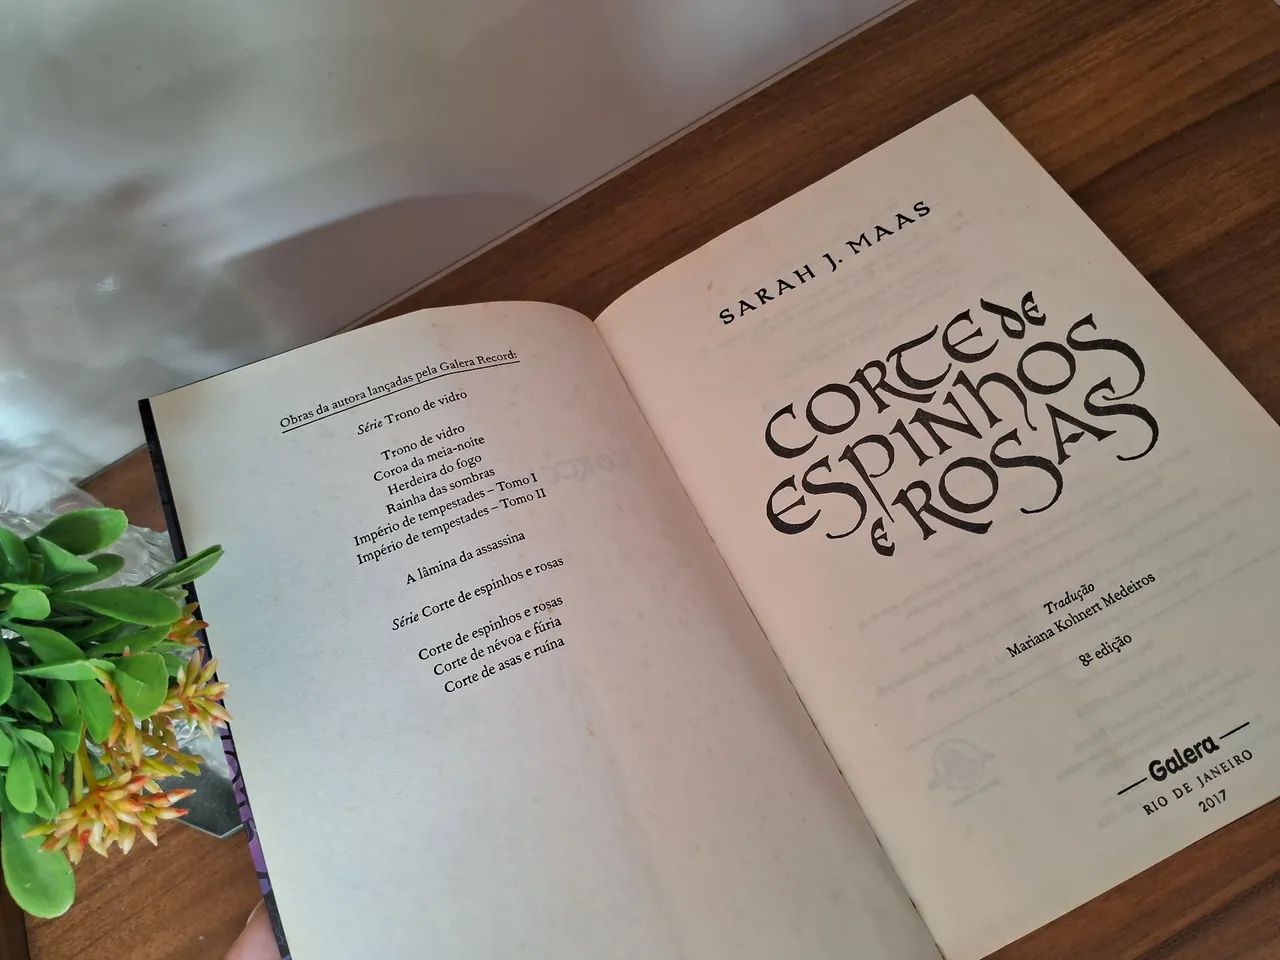 Obras da autora lançadas pela Galera Record:
Série Trono de vidro
Trono de vidro
Coroa da meia-noite
Herdeira do fogo
Rainha das sombras
Império de tempestades – Tomo I
Império de tempestades – Tomo II
A lâmina da assassina
Série Corte de espinhos e rosas
Corte de espinhos e rosas
Corte de névoa e fúria
Corte de asas e ruína
SARAH J. MAAS
CORTE DE
ESPINHOS
E ROSAS
Tradução
Mariana Kohnert Medeiros
8ª edição
Galera
RIO DE JANEIRO
2017